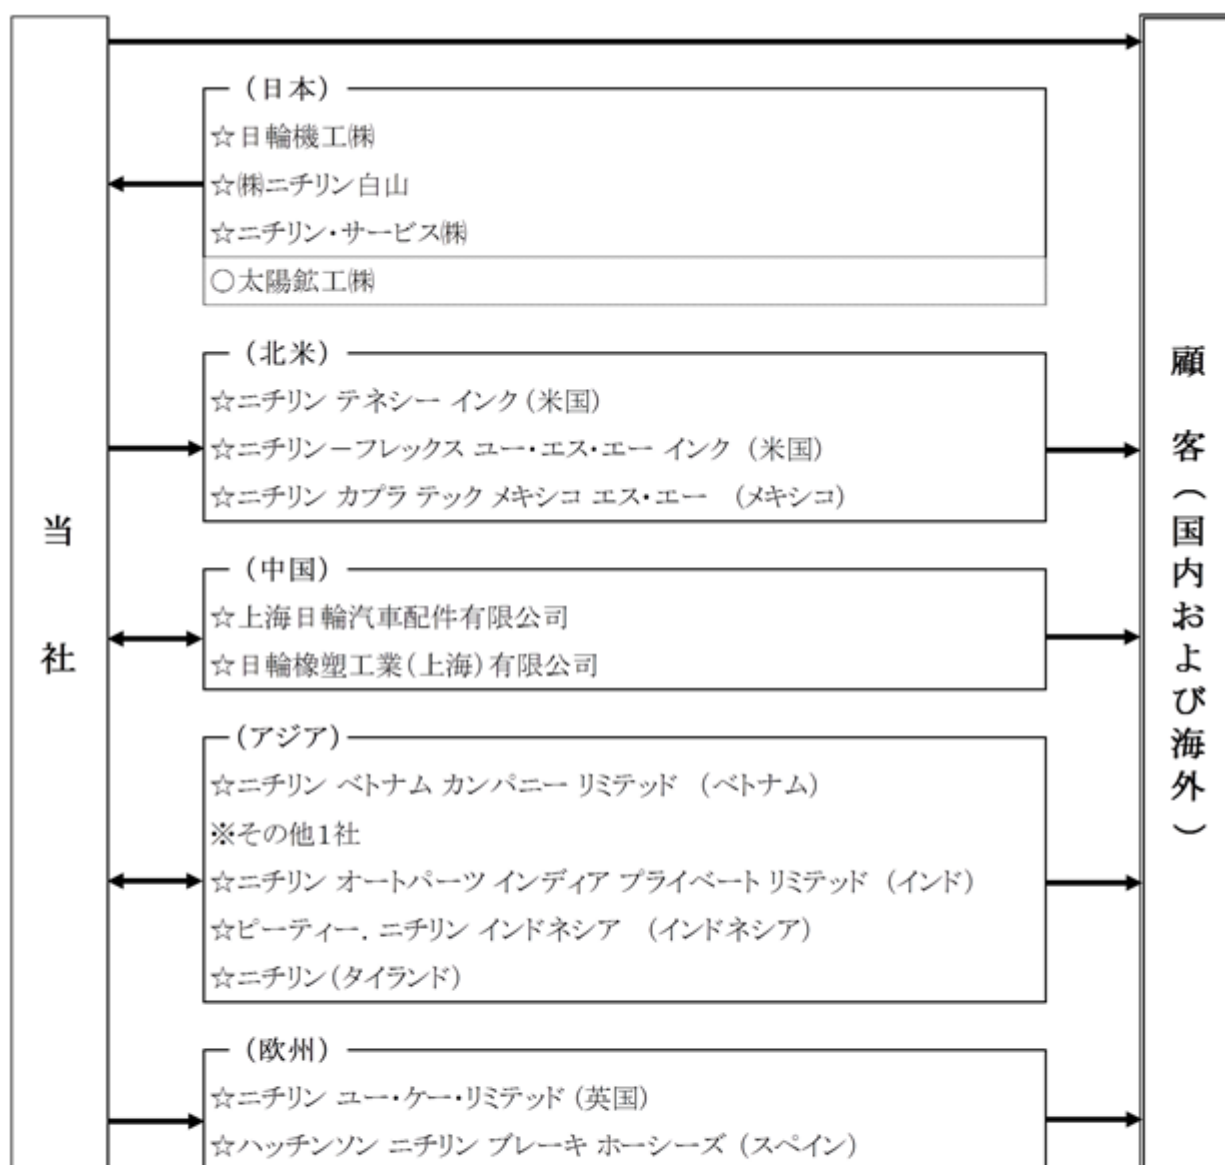 当社
（日本）
☆日輪機工㈱
☆㈱ニチリン白山
☆ニチリン・サービス㈱
○太陽鉱工㈱
（北米）
☆ニチリン テネシー インク（米国）
☆ニチリン－フレックス ユー・エス・エー インク （米国）
☆ニチリン カプラ テック メキシコ エス・エー （メキシコ）
（中国）
☆上海日輪汽車配件有限公司
☆日輪橡塑工業（上海）有限公司
（アジア）
☆ニチリン ベトナム カンパニー リミテッド （ベトナム）
※その他1社
☆ニチリン オートパーツ インディア プライベート リミテッド （インド）
☆ピーティー. ニチリン インドネシア （インドネシア）
☆ニチリン（タイランド）
（欧州）
☆ニチリン ユー・ケー・リミテッド（英国）
☆ハッチンソン ニチリン ブレーキ ホーシーズ （スペイン）
顧客（国内および海外）